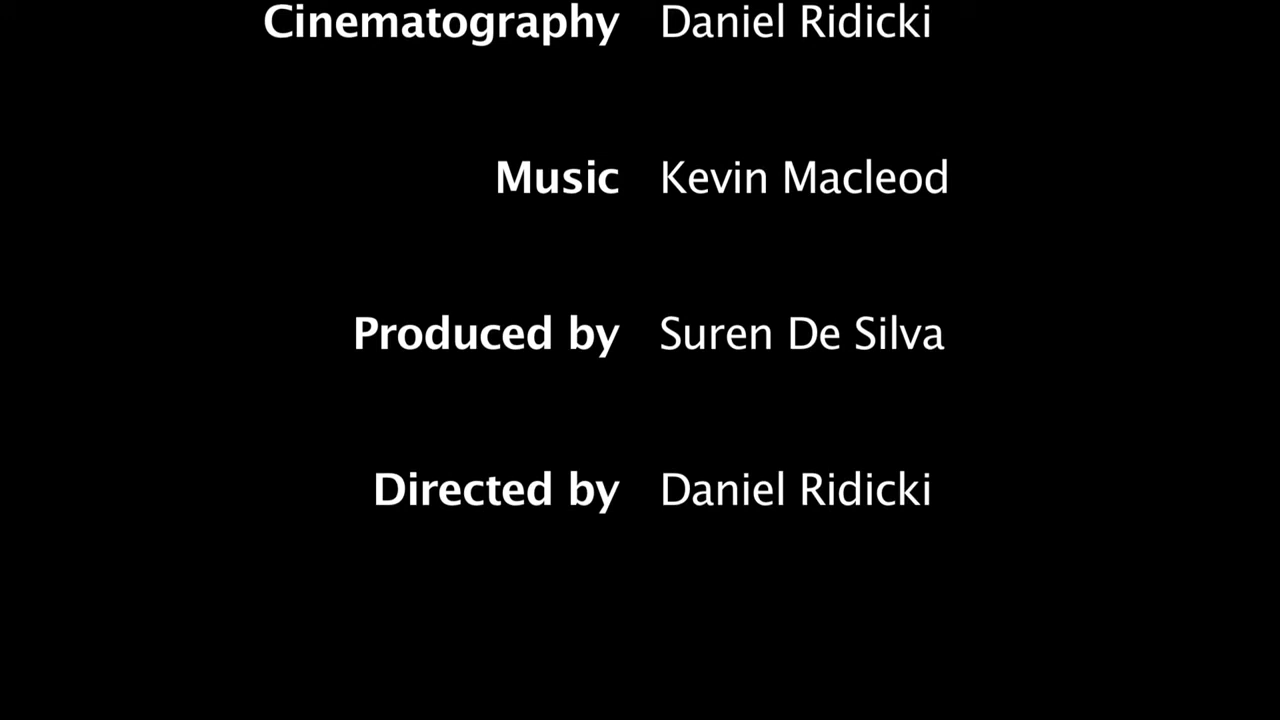 Cinematography Daniel Ridicki
Music Kevin Macleod
Produced by Suren De Silva
Directed by Daniel Ridicki